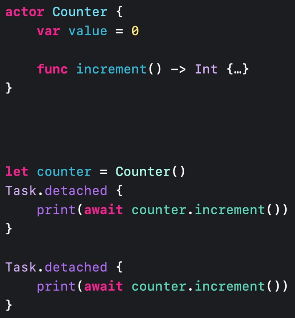 actor Counter {
    var value = 0
    func increment() -> Int {…}
}
let counter = Counter()
Task.detached {
    print(await counter.increment())
}
Task.detached {
    print(await counter.increment())
}